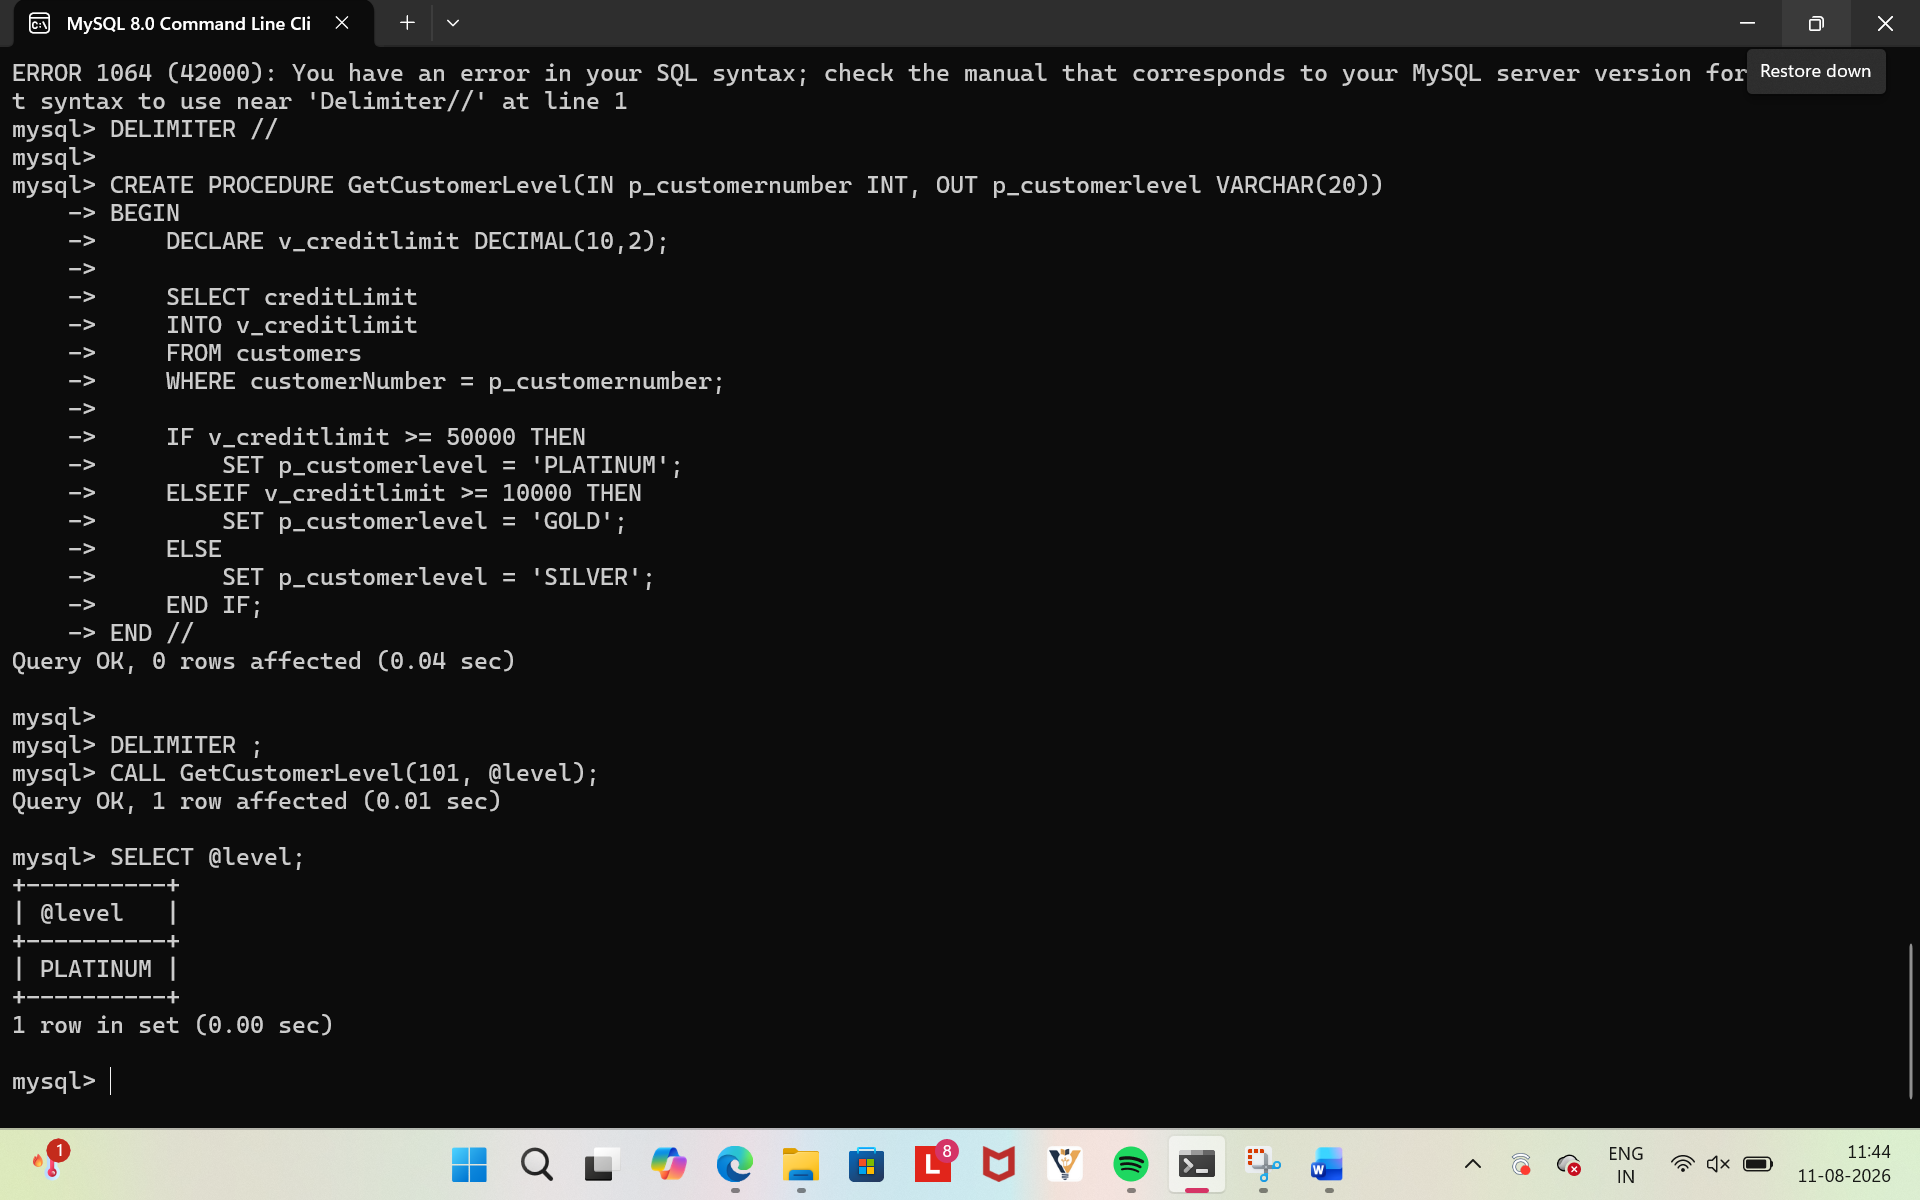 MySQL 8.0 Command Line Cli
ERROR 1064 (42000): You have an error in your SQL syntax; check the manual that corresponds to your MySQL server version for
Restore down
t syntax to use near 'Delimiter//' at line 1
mysql> DELIMITER //
mysql>
mysql> CREATE PROCEDURE GetCustomerLevel(IN p_customernumber INT, OUT p_customerlevel VARCHAR(20))
    -> BEGIN
    ->     DECLARE v_creditlimit DECIMAL(10,2);
    ->
    ->     SELECT creditLimit
    ->     INTO v_creditlimit
    ->     FROM customers
    ->     WHERE customerNumber = p_customernumber;
    ->
    ->     IF v_creditlimit >= 50000 THEN
    ->         SET p_customerlevel = 'PLATINUM';
    ->     ELSEIF v_creditlimit >= 10000 THEN
    ->         SET p_customerlevel = 'GOLD';
    ->     ELSE
    ->         SET p_customerlevel = 'SILVER';
    ->     END IF;
    -> END //
Query OK, 0 rows affected (0.04 sec)
mysql>
mysql> DELIMITER ;
mysql> CALL GetCustomerLevel(101, @level);
Query OK, 1 row affected (0.01 sec)
mysql> SELECT @level;
+----------+
| @level   |
+----------+
| PLATINUM |
+----------+
1 row in set (0.00 sec)
mysql>
1
L
8
W
ENG
IN
11:44
11-08-2026